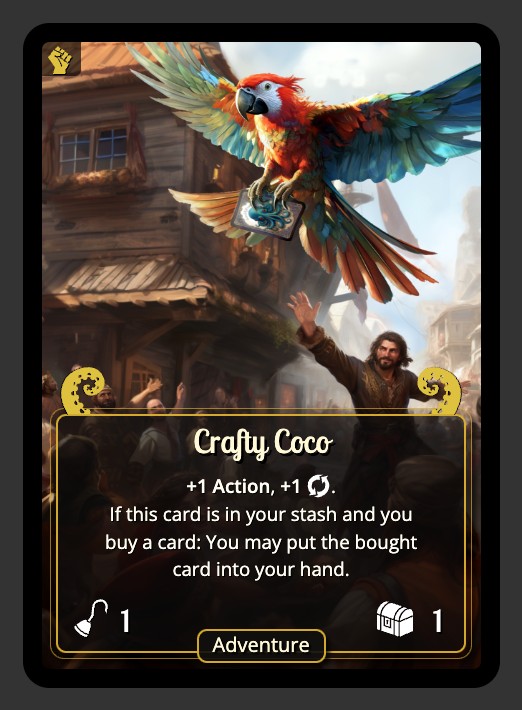 Crafty Coco
+1 Action, +1 .
If this card is in your stash and you
buy a card: You may put the bought
card into your hand.
1
1
Adventure